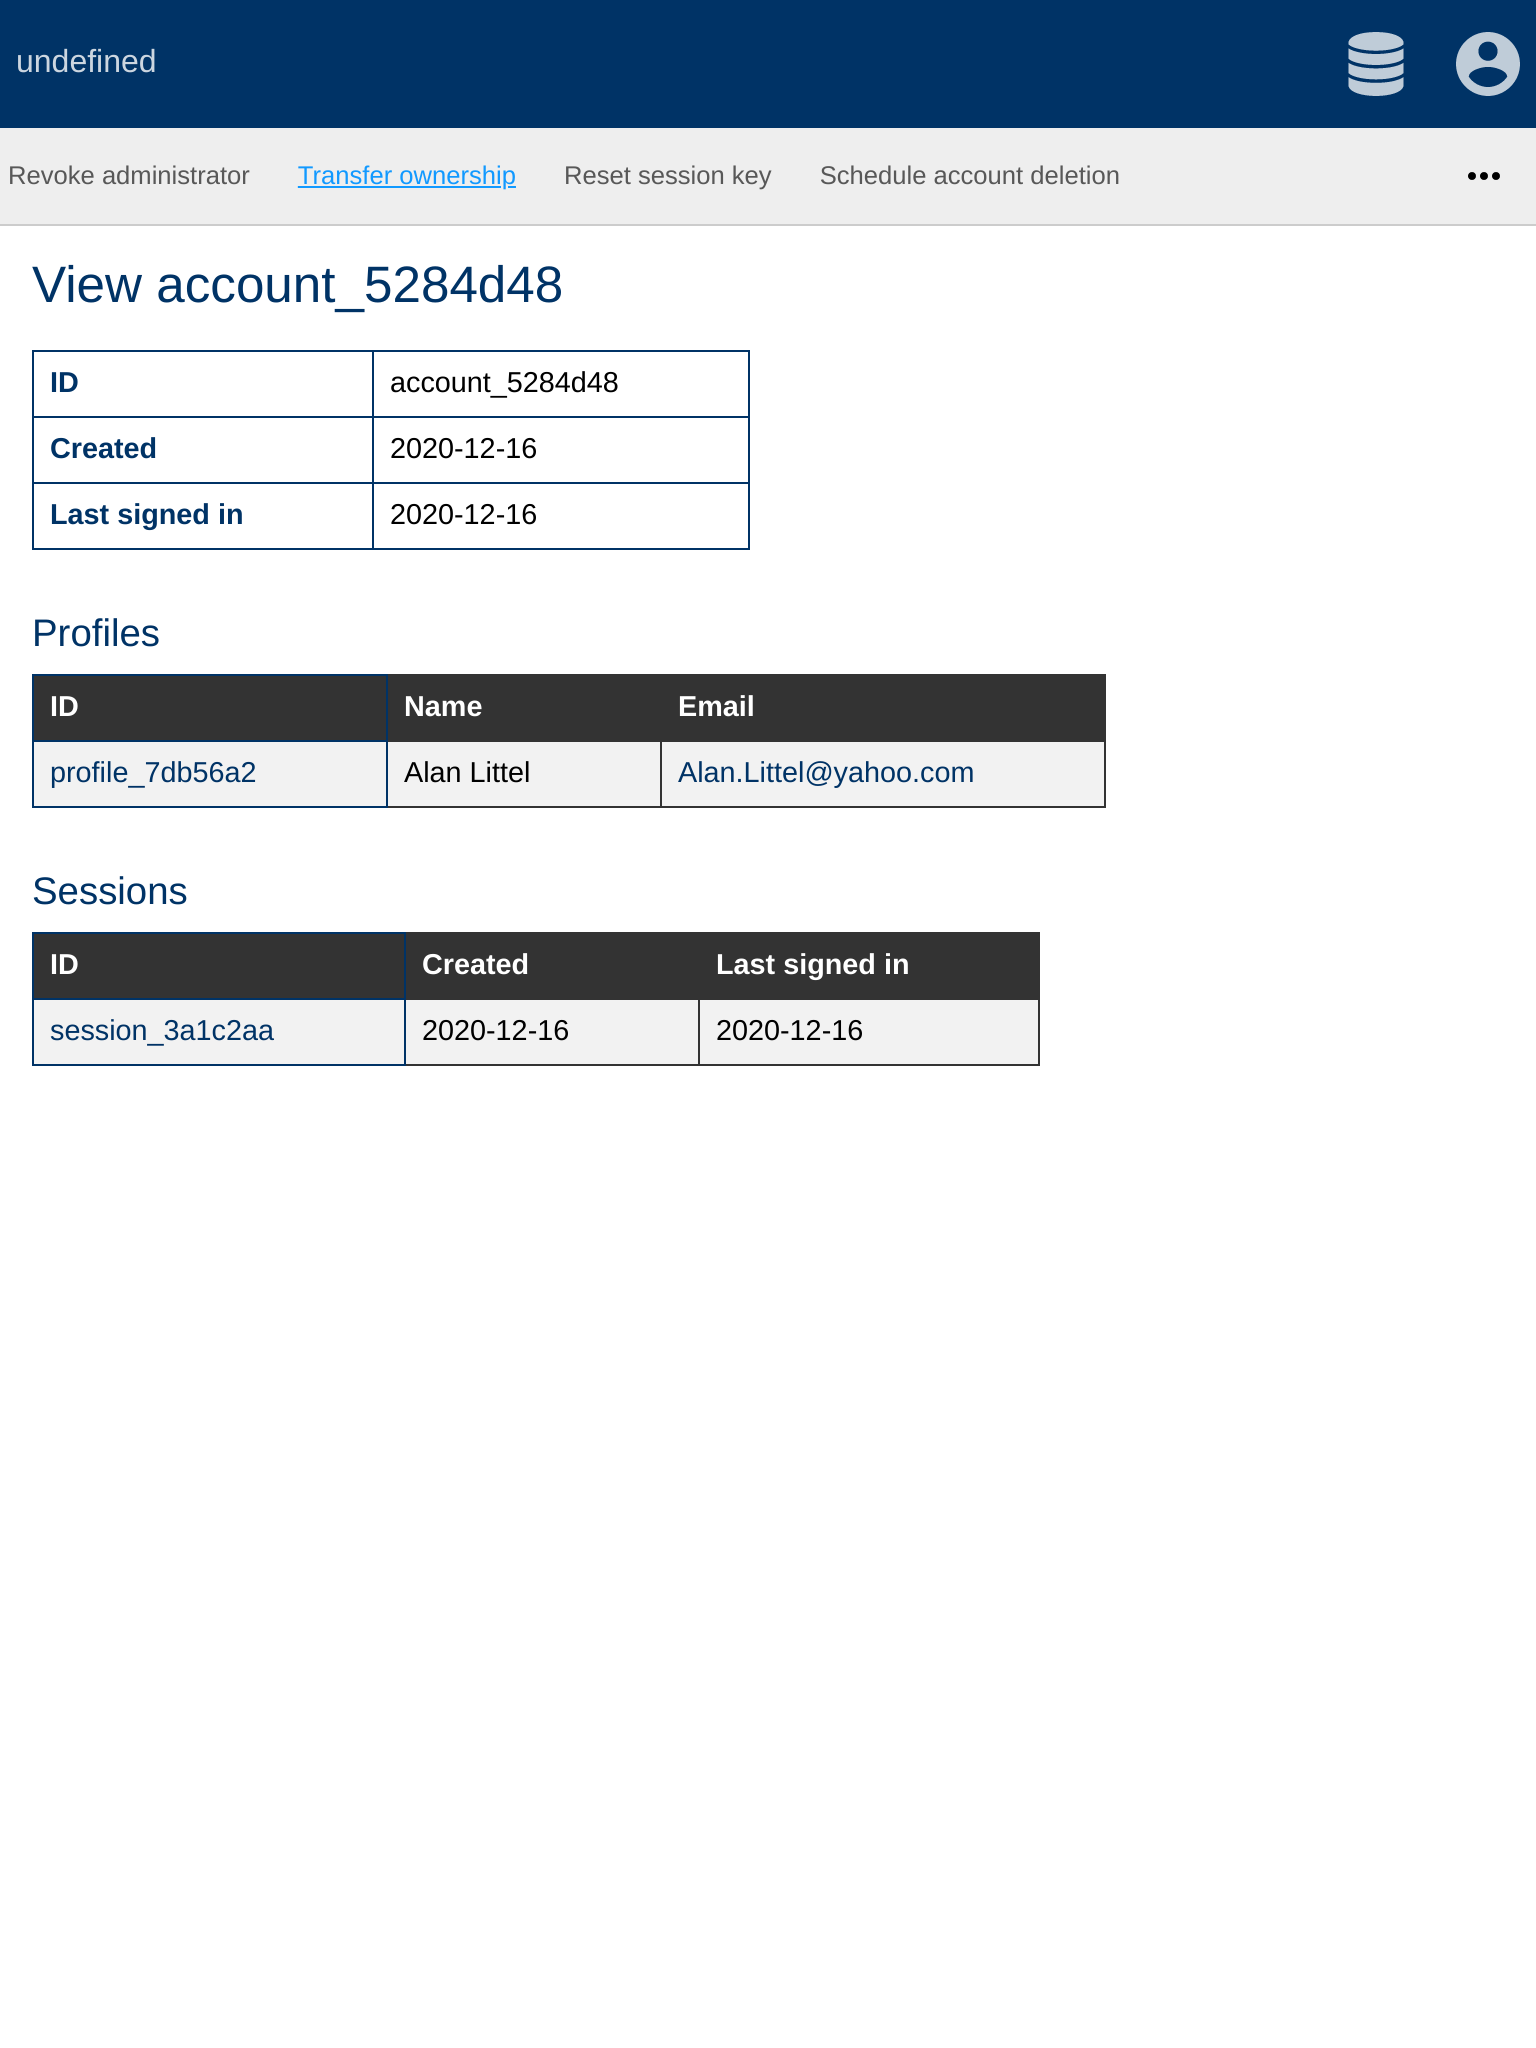 undefined
Revoke administrator Transfer ownership Reset session key Schedule account deletion
View account_5284d48
ID account_5284d48
Created 2020-12-16
Last signed in 2020-12-16
Profiles
ID Name Email
profile_7db56a2 Alan Littel Alan.Littel@yahoo.com
Sessions
ID Created Last signed in
session_3a1c2aa 2020-12-16 2020-12-16